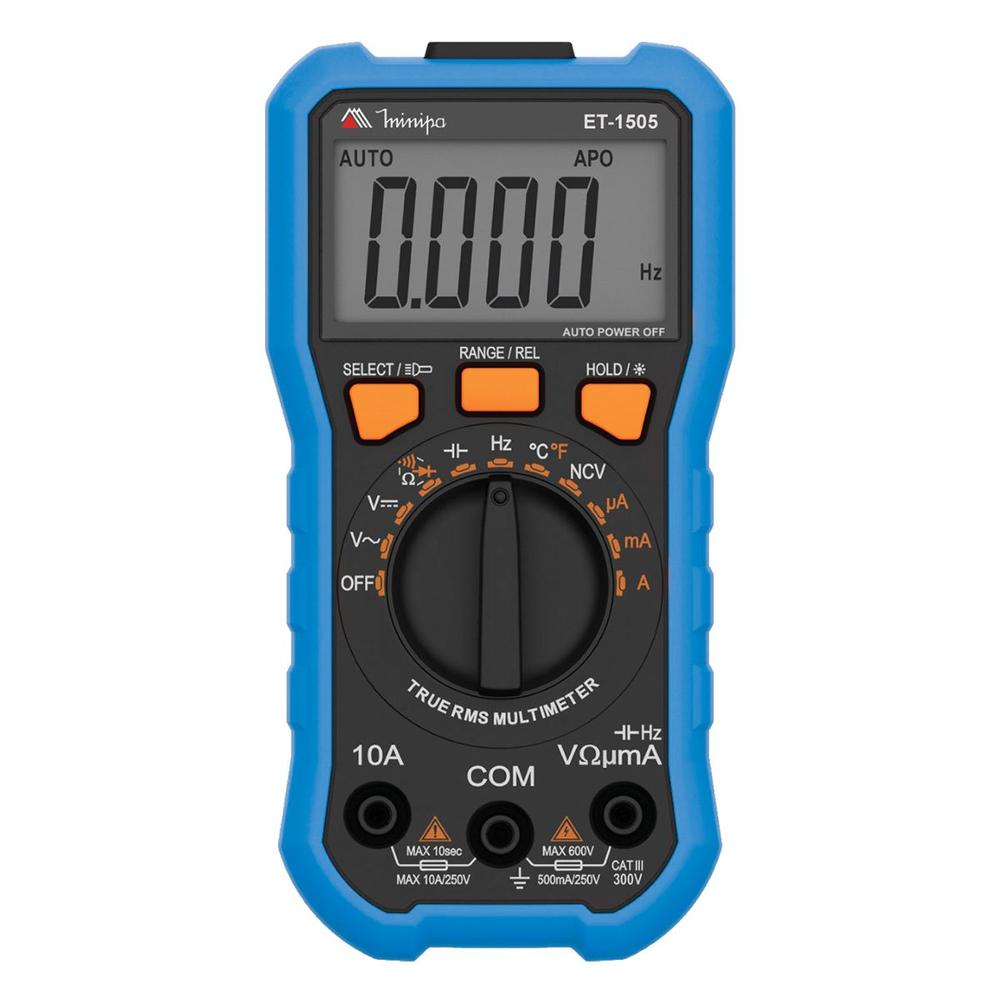 minipa ET-1505
AUTO APO
0.000 Hz
AUTO POWER OFF
RANGE / REL
SELECT / HOLD /
Hz
°C°F
Ω
NCV
V⎓
µA
V~
mA
OFF
A
TRUE RMS MULTIMETER
Hz
10A
VΩµmA
COM
MAX 10sec
MAX 600V
MAX 10A/250V
500mA/250V
CAT III
300V